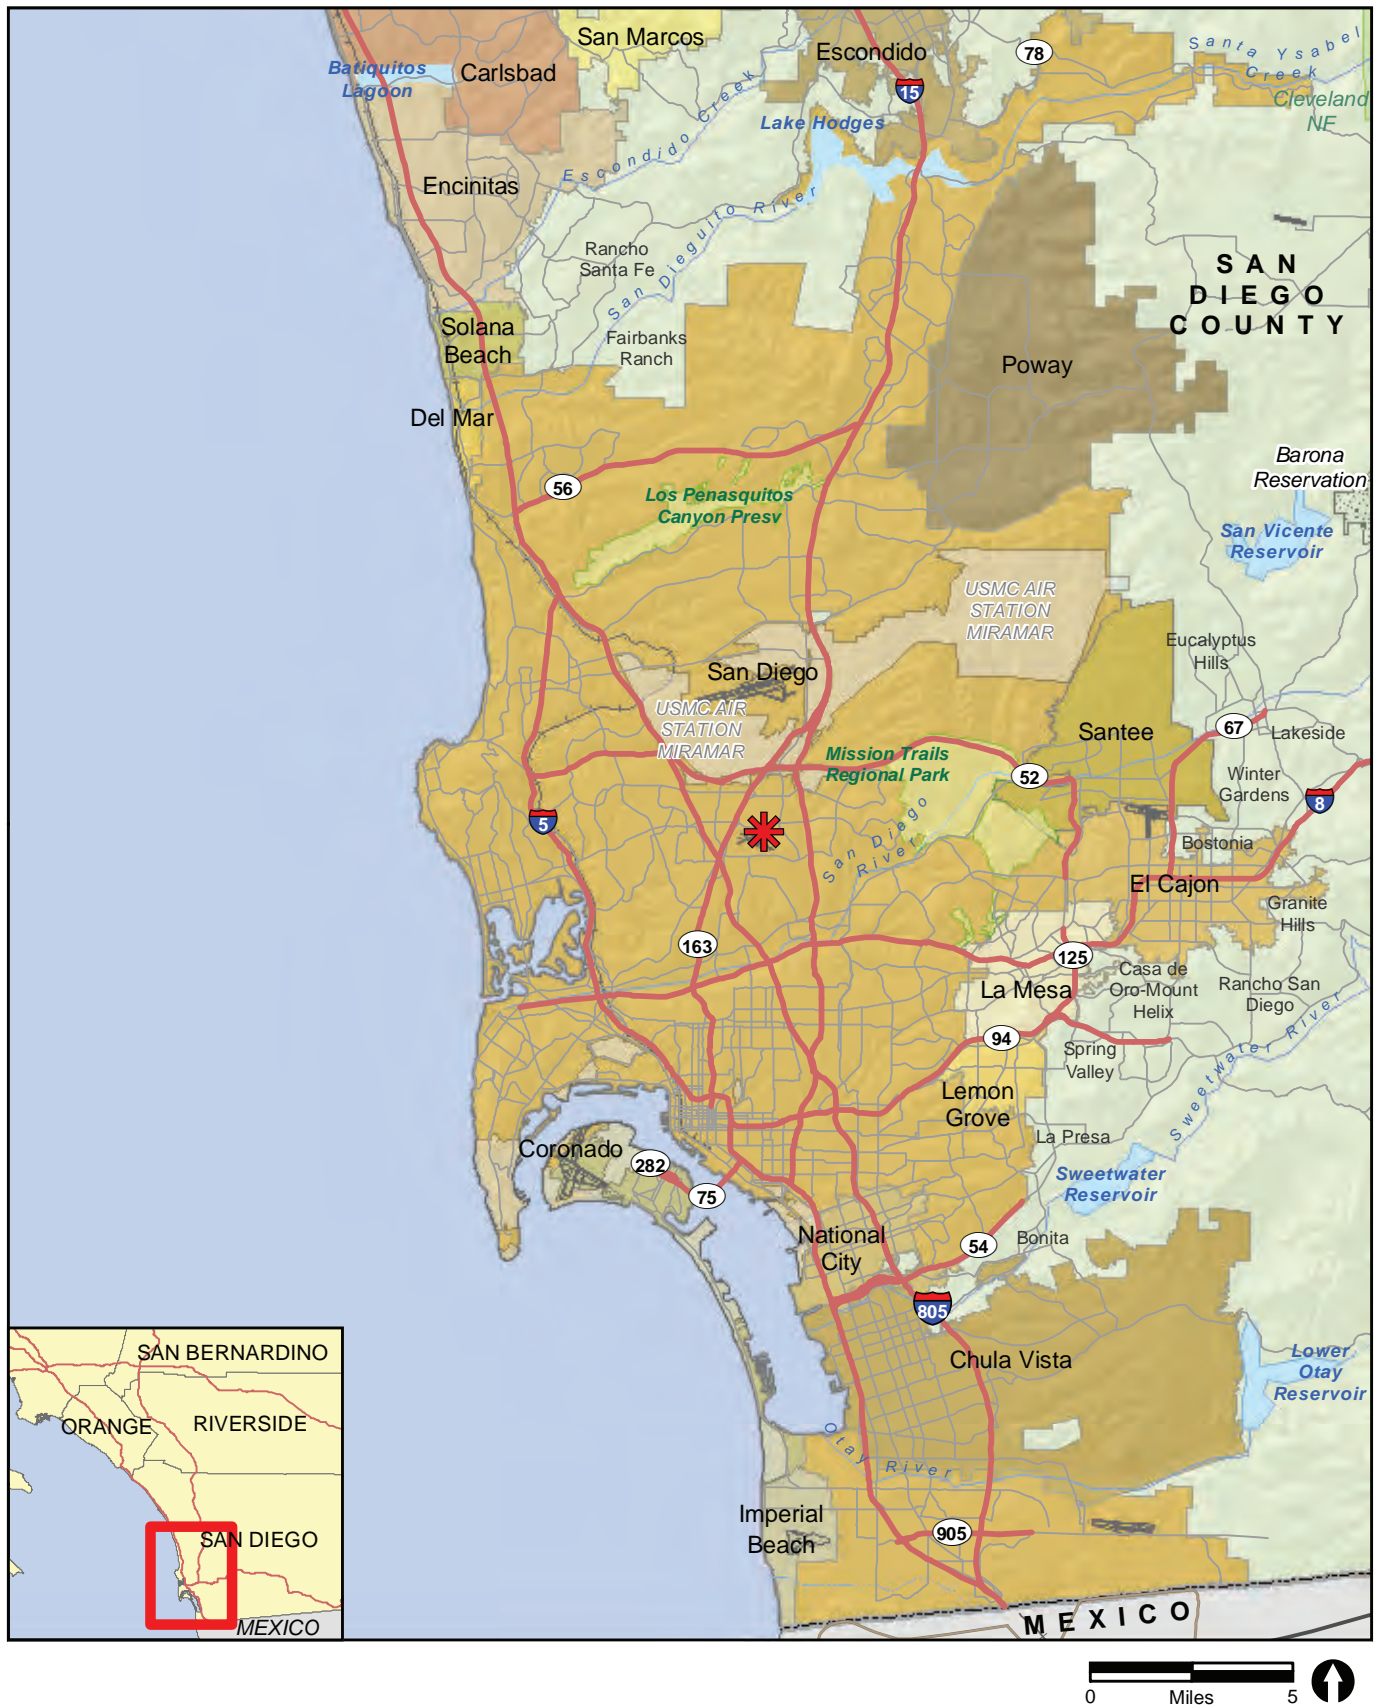 San Marcos
Escondido
78
Santa Ysabel
Creek
Batiquitos
Lagoon
Carlsbad
15
Cleveland
NF
Lake Hodges
Escondido Creek
Encinitas
San Dieguito River
Rancho
Santa Fe
SAN
DIEGO
COUNTY
Solana
Beach
Fairbanks
Ranch
Poway
Del Mar
Barona
Reservation
56
Los Penasquitos
Canyon Presv
San Vicente
Reservoir
USMC AIR
STATION
MIRAMAR
Eucalyptus
Hills
San Diego
USMC AIR
STATION
MIRAMAR
Santee
67
Lakeside
Mission Trails
Regional Park
52
Winter
Gardens
8
5
San Diego
River
Bostonia
El Cajon
Granite
Hills
163
125
Casa de
Oro-Mount
Helix
La Mesa
Rancho San
Diego
94
Spring
Valley
Sweetwater River
Lemon
Grove
La Presa
Coronado
282
75
Sweetwater
Reservoir
National
City
54
Bonita
805
Chula Vista
Lower
Otay
Reservoir
Otay River
Imperial
Beach
905
MEXICO
SAN BERNARDINO
ORANGE
RIVERSIDE
SAN DIEGO
MEXICO
0 Miles 5